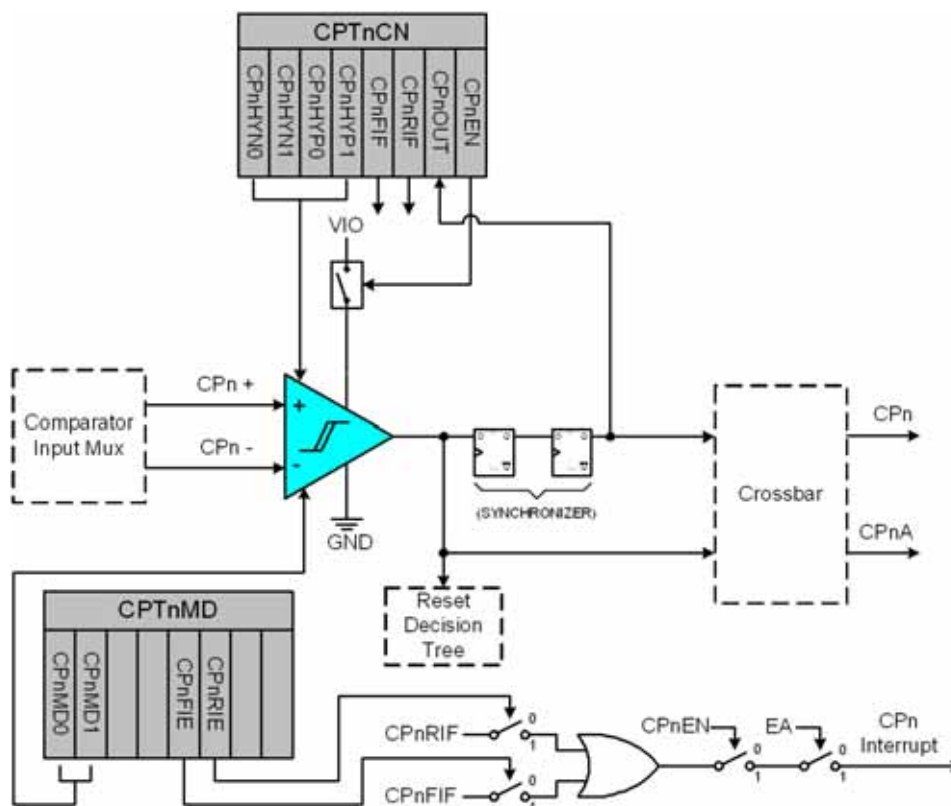 CPTnCN
CPnHYN0
CPnHYN1
CPnHYP0
CPnHYP1
CPnFIF
CPnRIF
CPnOUT
CPnEN
VIO
Comparator
Input Mux
CPn +
CPn -
+
-
GND
(SYNCHRONIZER)
Crossbar
CPn
CPnA
Reset
Decision
Tree
CPTnMD
CPnMD0
CPnMD1
CPnFIE
CPnRIE
CPnRIF
0
1
CPnFIF
0
1
CPnEN
0
1
EA
0
1
CPn
Interrupt